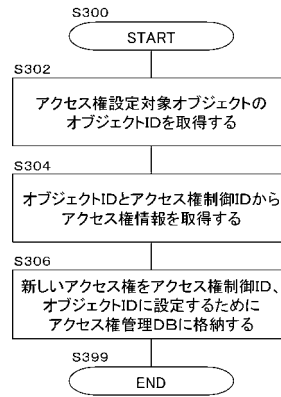 S300
START
S302
アクセス権設定対象オブジェクトの
オブジェクトIDを取得する
S304
オブジェクトIDとアクセス権制御IDから
アクセス権情報を取得する
S306
新しいアクセス権をアクセス権制御ID、
オブジェクトIDに設定するために
アクセス権管理DBに格納する
S399
END